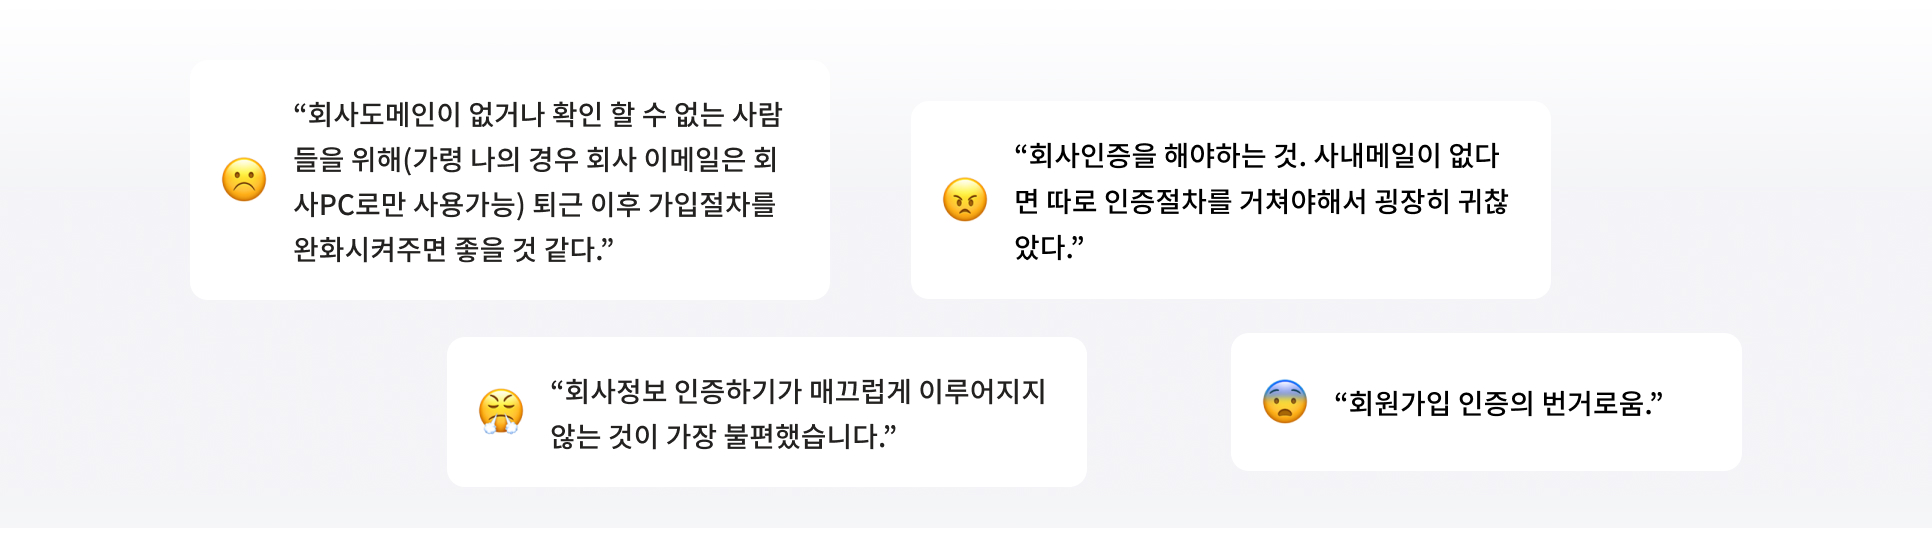 “회사도메인이 없거나 확인 할 수 없는 사람
들을 위해(가령 나의 경우 회사 이메일은 회
사PC로만 사용가능) 퇴근 이후 가입절차를
완화시켜주면 좋을 것 같다.”
“회사인증을 해야하는 것. 사내메일이 없다
면 따로 인증절차를 거쳐야해서 굉장히 귀찮
았다.”
“회사정보 인증하기가 매끄럽게 이루어지지
않는 것이 가장 불편했습니다.”
“회원가입 인증의 번거로움.”